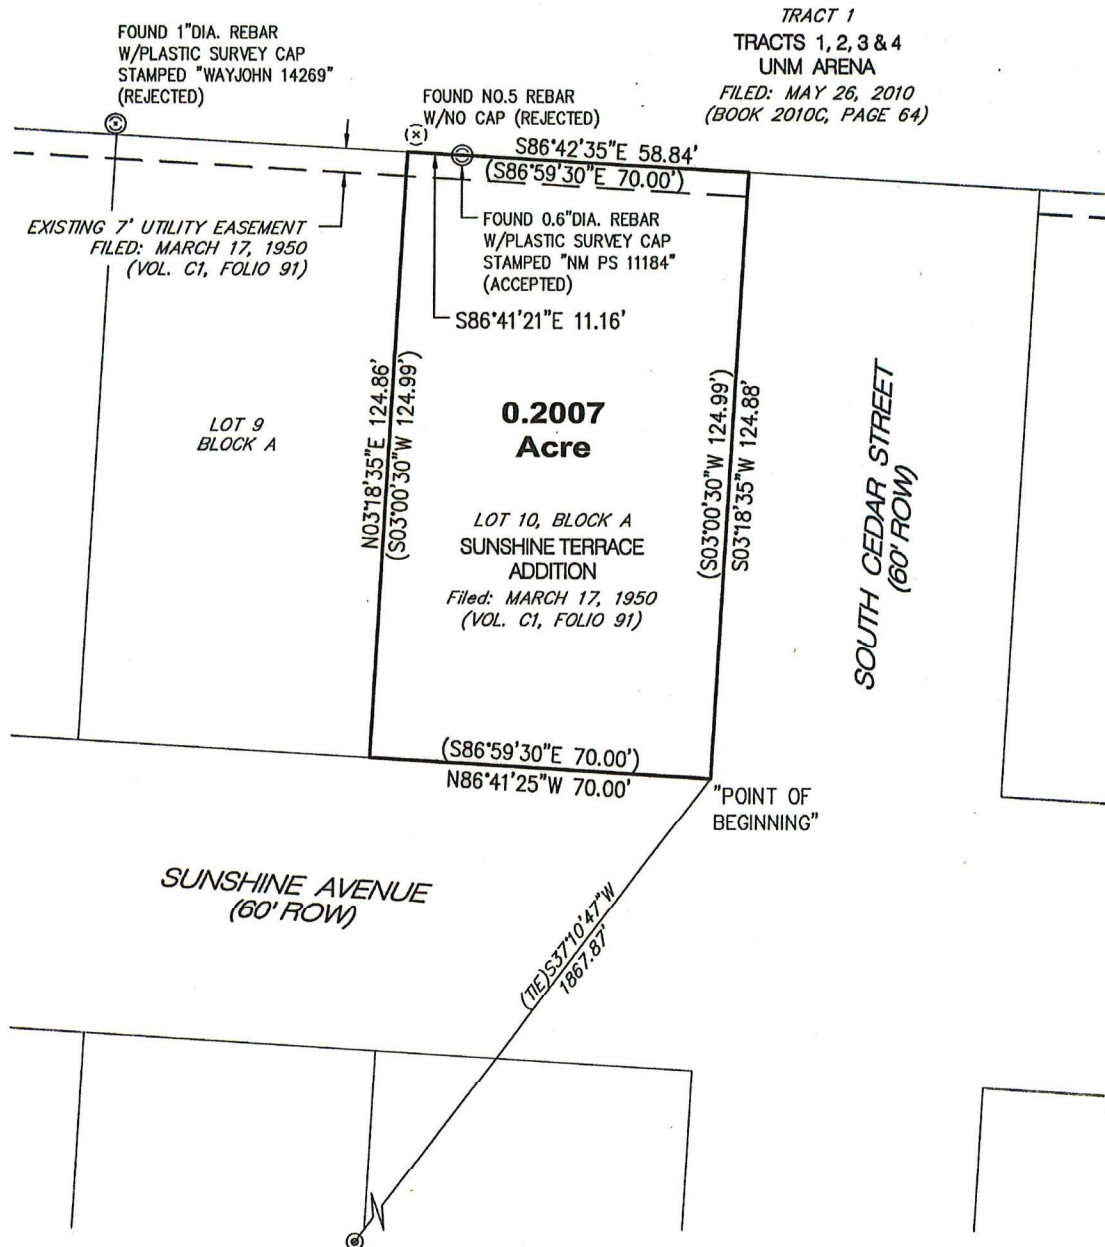 FOUND 1"DIA. REBAR
W/PLASTIC SURVEY CAP
STAMPED "WAYJOHN 14269"
(REJECTED)
TRACT 1
TRACTS 1, 2, 3 & 4
UNM ARENA
FILED: MAY 26, 2010
(BOOK 2010C, PAGE 64)
FOUND NO.5 REBAR
W/NO CAP (REJECTED)
S86°42'35"E 58.84'
(S86°59'30"E 70.00')
EXISTING 7' UTILITY EASEMENT
FILED: MARCH 17, 1950
(VOL. C1, FOLIO 91)
FOUND 0.6"DIA. REBAR
W/PLASTIC SURVEY CAP
STAMPED "NM PS 11184"
(ACCEPTED)
S86°41'21"E 11.16'
N03°18'35"E 124.86'
(S03°00'30"W 124.99')
LOT 9
BLOCK A
0.2007
Acre
LOT 10, BLOCK A
SUNSHINE TERRACE
ADDITION
Filed: MARCH 17, 1950
(VOL. C1, FOLIO 91)
(S03°00'30"W 124.99')
S03°18'35"W 124.88'
SOUTH CEDAR STREET
(60' ROW)
(S86°59'30"E 70.00')
N86°41'25"W 70.00'
"POINT OF
BEGINNING"
SUNSHINE AVENUE
(60' ROW)
(TIE)S37°10'47"W
1867.87'